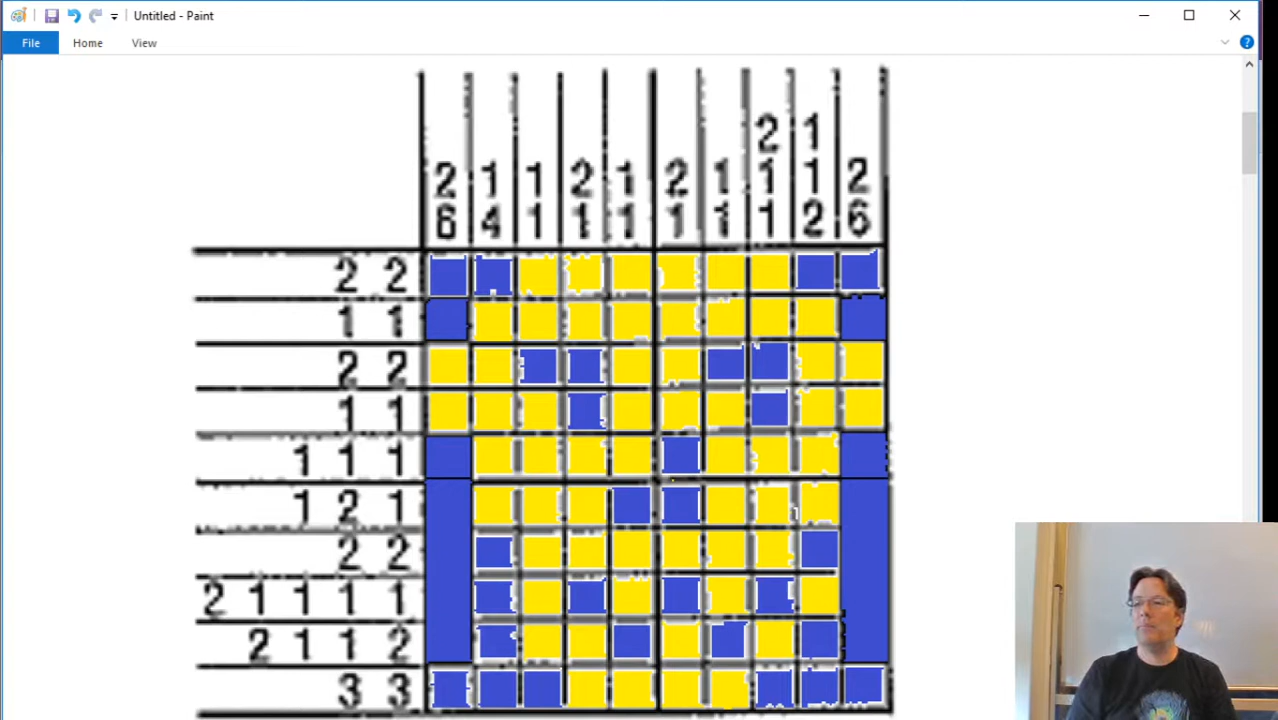 Untitled - Paint
File Home View
2 1
2 1 1 2 1 2 1 1 1 2
6 4 1 1 1 1 1 1 2 6
2 2
1 1
2 2
1 1
1 1 1
1 2 1
2 2
2 1 1 1 1
2 1 1 2
3 3